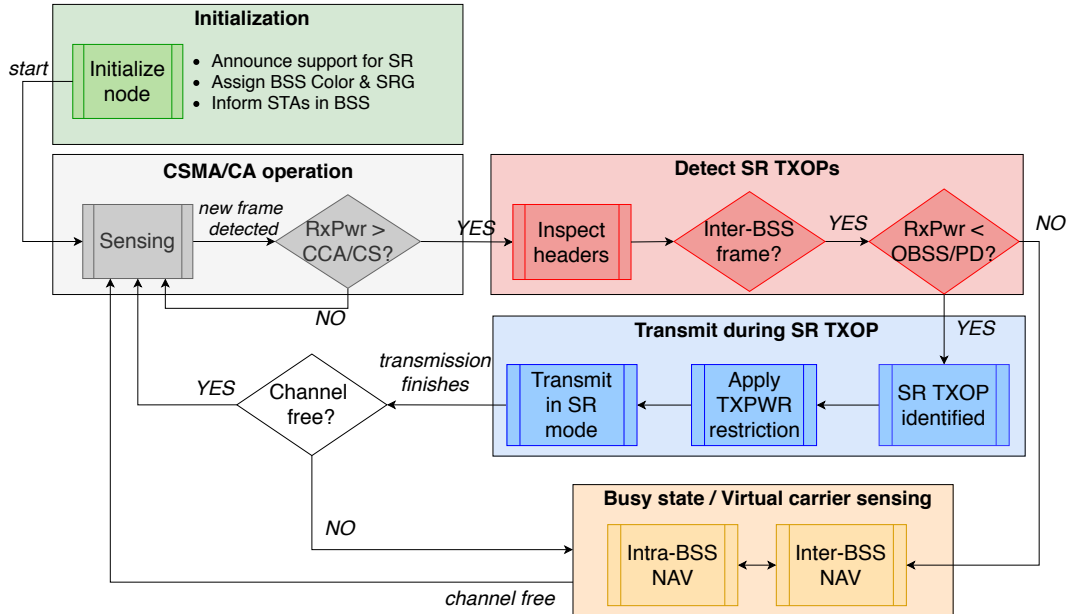 Initialization
start
Initialize
node
• Announce support for SR
• Assign BSS Color & SRG
• Inform STAs in BSS
CSMA/CA operation
Sensing
new frame
detected
RxPwr >
CCA/CS?
YES
NO
Detect SR TXOPs
Inspect
headers
Inter-BSS
frame?
YES
RxPwr <
OBSS/PD?
NO
YES
Transmit during SR TXOP
SR TXOP
identified
Apply
TXPWR
restriction
Transmit
in SR
mode
transmission
finishes
Channel
free?
YES
NO
Busy state / Virtual carrier sensing
Intra-BSS
NAV
Inter-BSS
NAV
channel free